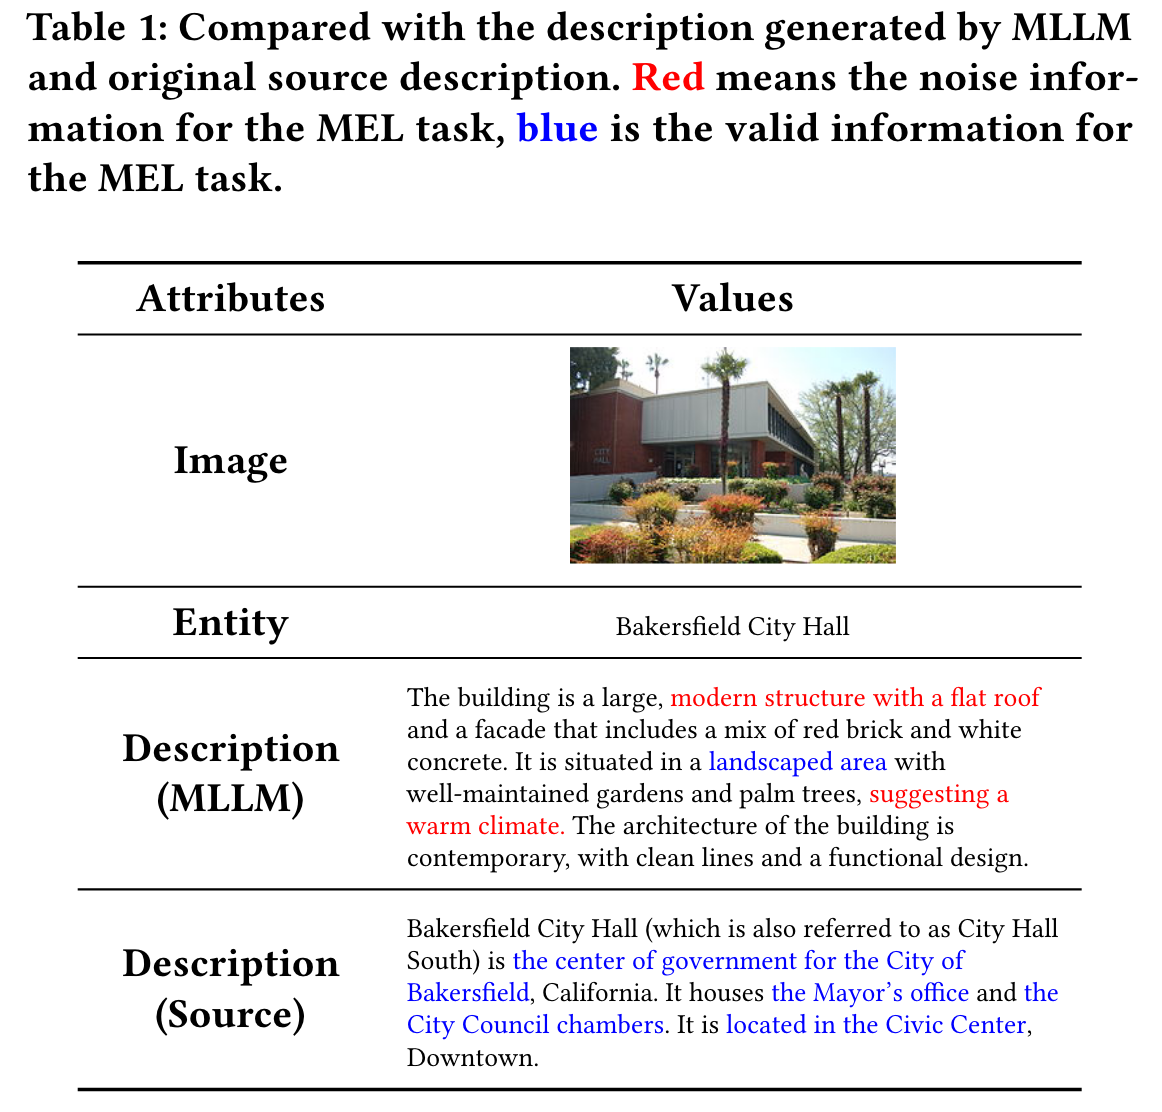 Table 1: Compared with the description generated by MLLM
and original source description. Red means the noise infor-
mation for the MEL task, blue is the valid information for
the MEL task.
Attributes
Values
Image
CITY
HALL
Entity
Bakersfield City Hall
Description
(MLLM)
The building is a large, modern structure with a flat roof
and a facade that includes a mix of red brick and white
concrete. It is situated in a landscaped area with
well-maintained gardens and palm trees, suggesting a
warm climate. The architecture of the building is
contemporary, with clean lines and a functional design.
Description
(Source)
Bakersfield City Hall (which is also referred to as City Hall
South) is the center of government for the City of
Bakersfield, California. It houses the Mayor’s office and the
City Council chambers. It is located in the Civic Center,
Downtown.